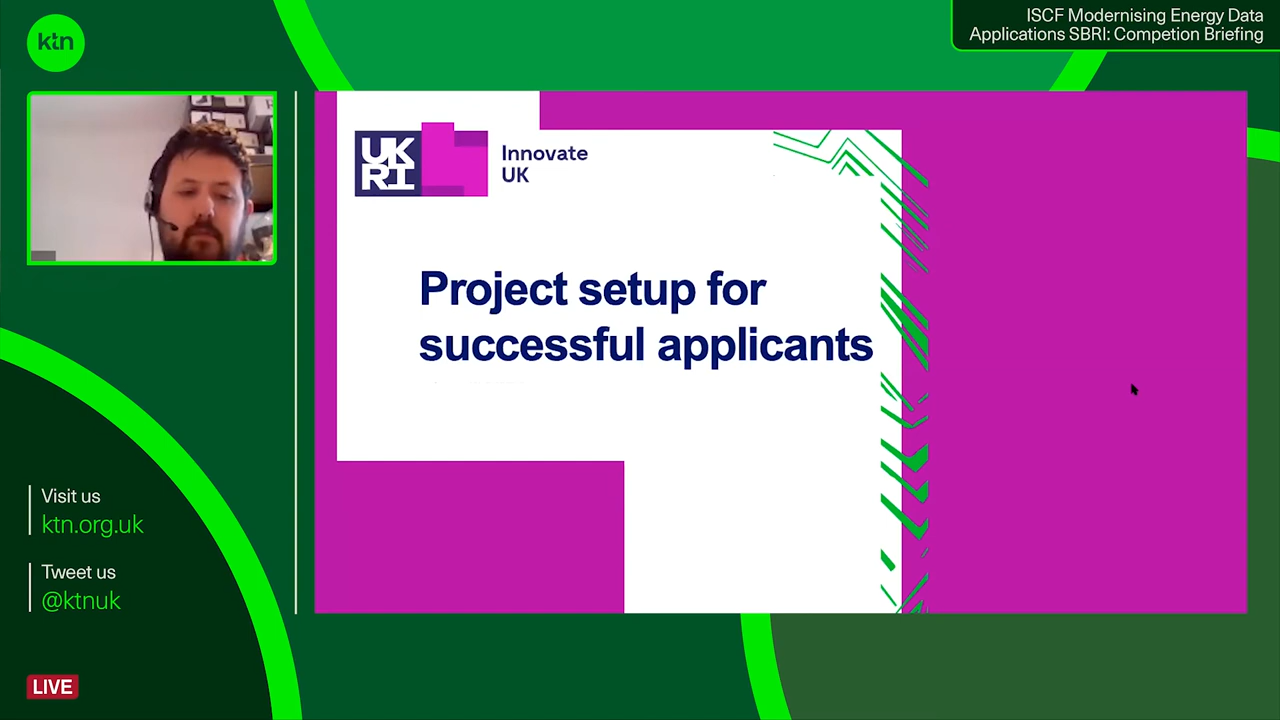 ktn
ISCF Modernising Energy Data
Applications SBRI: Competion Briefing
UK
RI
Innovate
UK
Project setup for
successful applicants
Visit us
ktn.org.uk
Tweet us
@ktnuk
LIVE